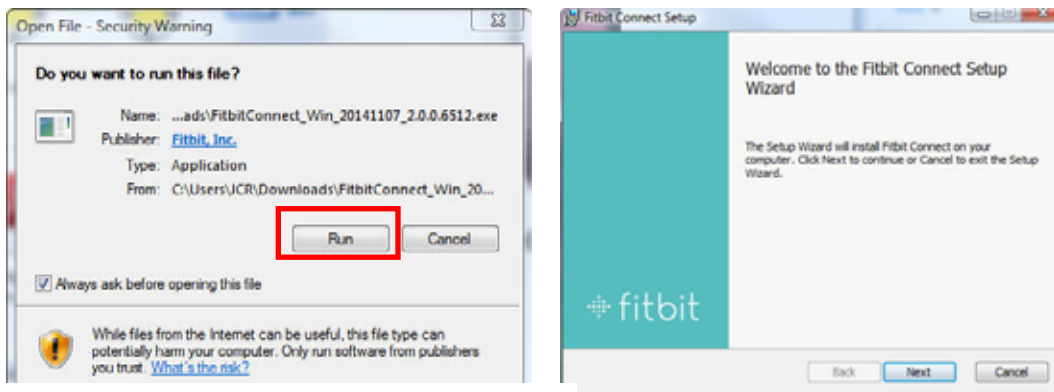 Open File - Security Warning
Do you want to run this file?
Name: ...ads\FitbitConnect_Win_20141107_2.0.0.6512.exe
Publisher: Fitbit, Inc.
Type: Application
From: C:\Users\JCR\Downloads\FitbitConnect_Win_20...
Run Cancel
Always ask before opening this file
While files from the Internet can be useful, this file type can
potentially harm your computer. Only run software from publishers
you trust. What's the risk?
Fitbit Connect Setup
Welcome to the Fitbit Connect Setup
Wizard
The Setup Wizard will install Fitbit Connect on your
computer. Click Next to continue or Cancel to exit the Setup
Wizard.
fitbit
Back Next Cancel